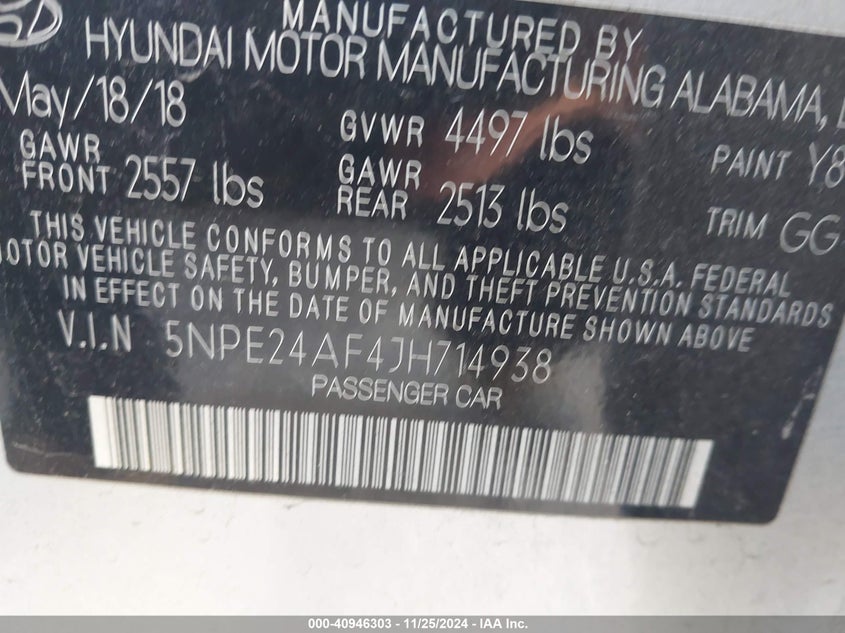 MANUFACTURED BY
HYUNDAI MOTOR MANUFACTURING ALABAMA,
May/18/18
GVWR 4497 lbs
PAINT Y8
GAWR FRONT 2557 lbs
GAWR REAR 2513 lbs
TRIM GG
THIS VEHICLE CONFORMS TO ALL APPLICABLE U.S.A. FEDERAL
MOTOR VEHICLE SAFETY, BUMPER, AND THEFT PREVENTION STANDARDS
IN EFFECT ON THE DATE OF MANUFACTURE SHOWN ABOVE
V.I.N 5NPE24AF4JH714938
PASSENGER CAR
000-40946303 - 11/25/2024 - IAA Inc.